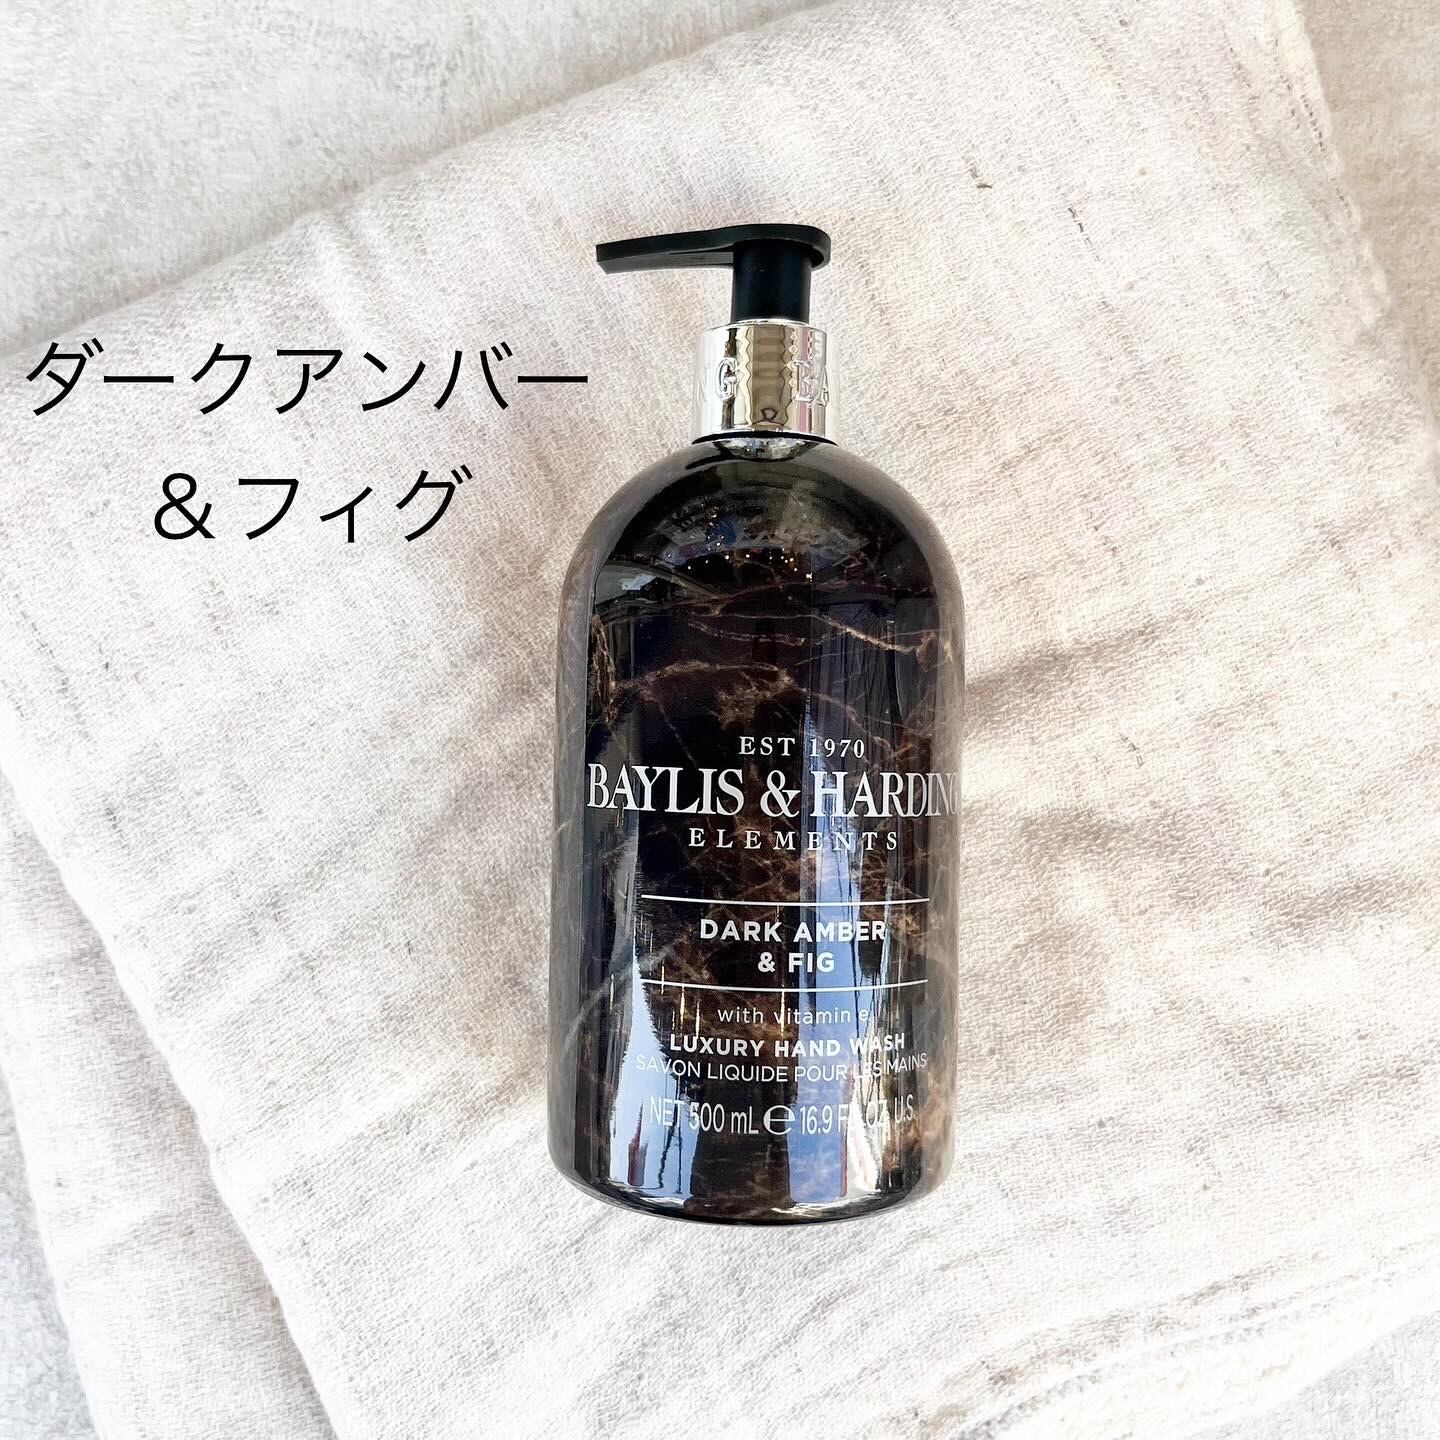 ダークアンバー
&フィグ
EST 1970
BAYLIS & HARDING
ELEMENTS
DARK AMBER
& FIG
with vitamin e
LUXURY HAND WASH
SAVON LIQUIDE POUR LES MAINS
NET 500 mL e 16.9 FL.OZ. U.S.